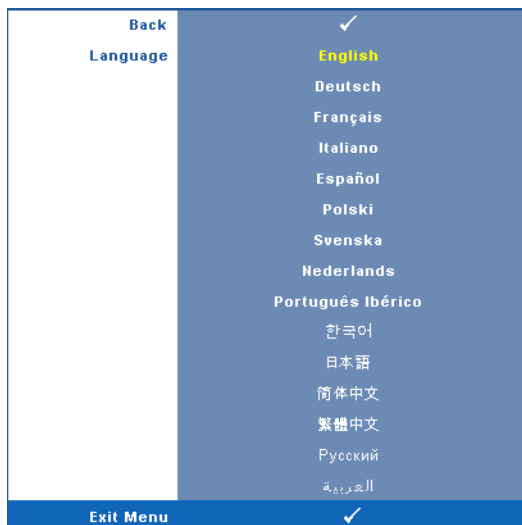 Back ✓
Language English
Deutsch
Français
Italiano
Español
Polski
Svenska
Nederlands
Português Ibérico
한국어
日本語
简体中文
繁體中文
Русский
العربية
Exit Menu ✓